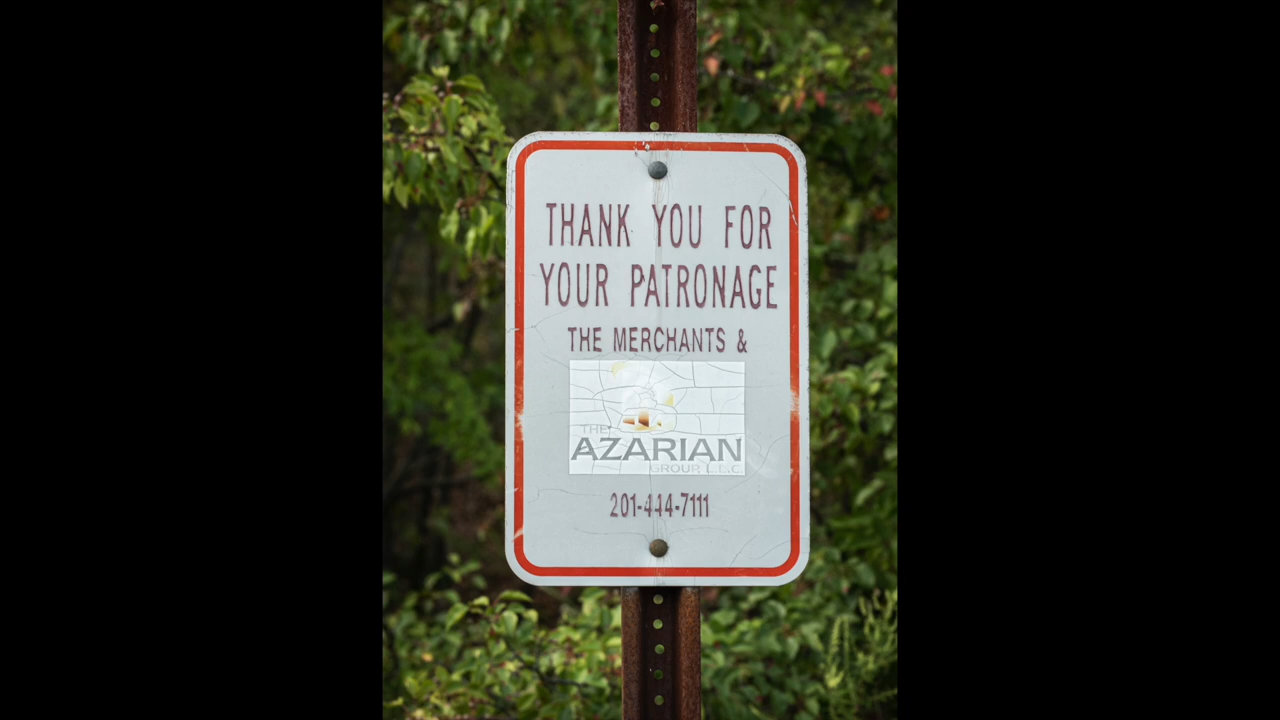 THANK YOU FOR
YOUR PATRONAGE
THE MERCHANTS &
THE
AZARIAN
GROUP, L.L.C.
201-444-7111